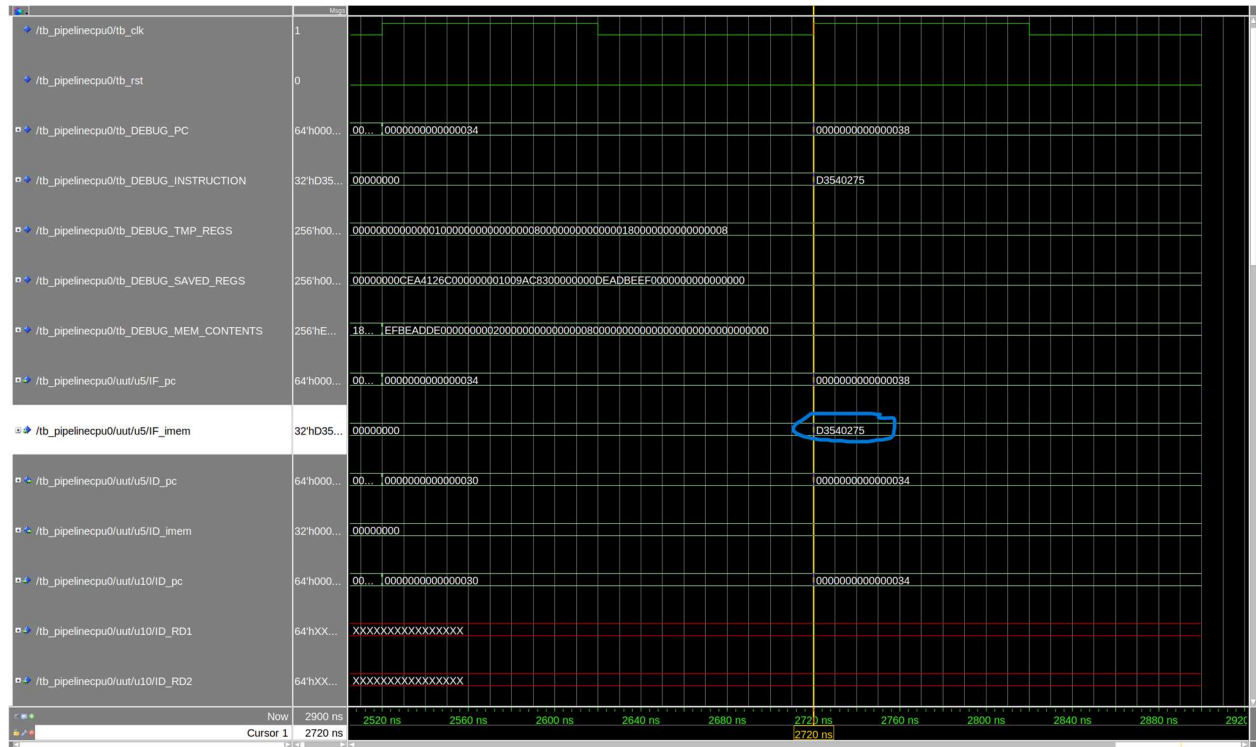 Msgs
/tb_pipelinecpu0/tb_clk 1
/tb_pipelinecpu0/tb_rst 0
/tb_pipelinecpu0/tb_DEBUG_PC 64'h000... 00... 0000000000000034 0000000000000038
/tb_pipelinecpu0/tb_DEBUG_INSTRUCTION 32'hD35... 00000000 D3540275
/tb_pipelinecpu0/tb_DEBUG_TMP_REGS 256'h00... 0000000000000010000000000000000800000000000000180000000000000008
/tb_pipelinecpu0/tb_DEBUG_SAVED_REGS 256'h00... 00000000CEA4126C000000001009AC8300000000DEADBEEF0000000000000000
/tb_pipelinecpu0/tb_DEBUG_MEM_CONTENTS 256'hE... 18...
/tb_pipelinecpu0/uut/u5/IF_pc 64'h000... 00... 0000000000000034 0000000000000038
/tb_pipelinecpu0/uut/u5/IF_imem 32'hD35... 00000000 D3540275
/tb_pipelinecpu0/uut/u5/ID_pc 64'h000... 00... 0000000000000030 0000000000000034
/tb_pipelinecpu0/uut/u5/ID_imem 32'h000... 00000000
/tb_pipelinecpu0/uut/u10/ID_pc 64'h000... 00... 0000000000000030 0000000000000034
/tb_pipelinecpu0/uut/u10/ID_RD1 64'hXX... XXXXXXXXXXXXXXXX
/tb_pipelinecpu0/uut/u10/ID_RD2 64'hXX... XXXXXXXXXXXXXXXX
Now 2900 ns 2520 ns 2560 ns 2600 ns 2640 ns 2680 ns 2720 ns 2760 ns 2800 ns 2840 ns 2880 ns 2920
Cursor 1 2720 ns 2720 ns